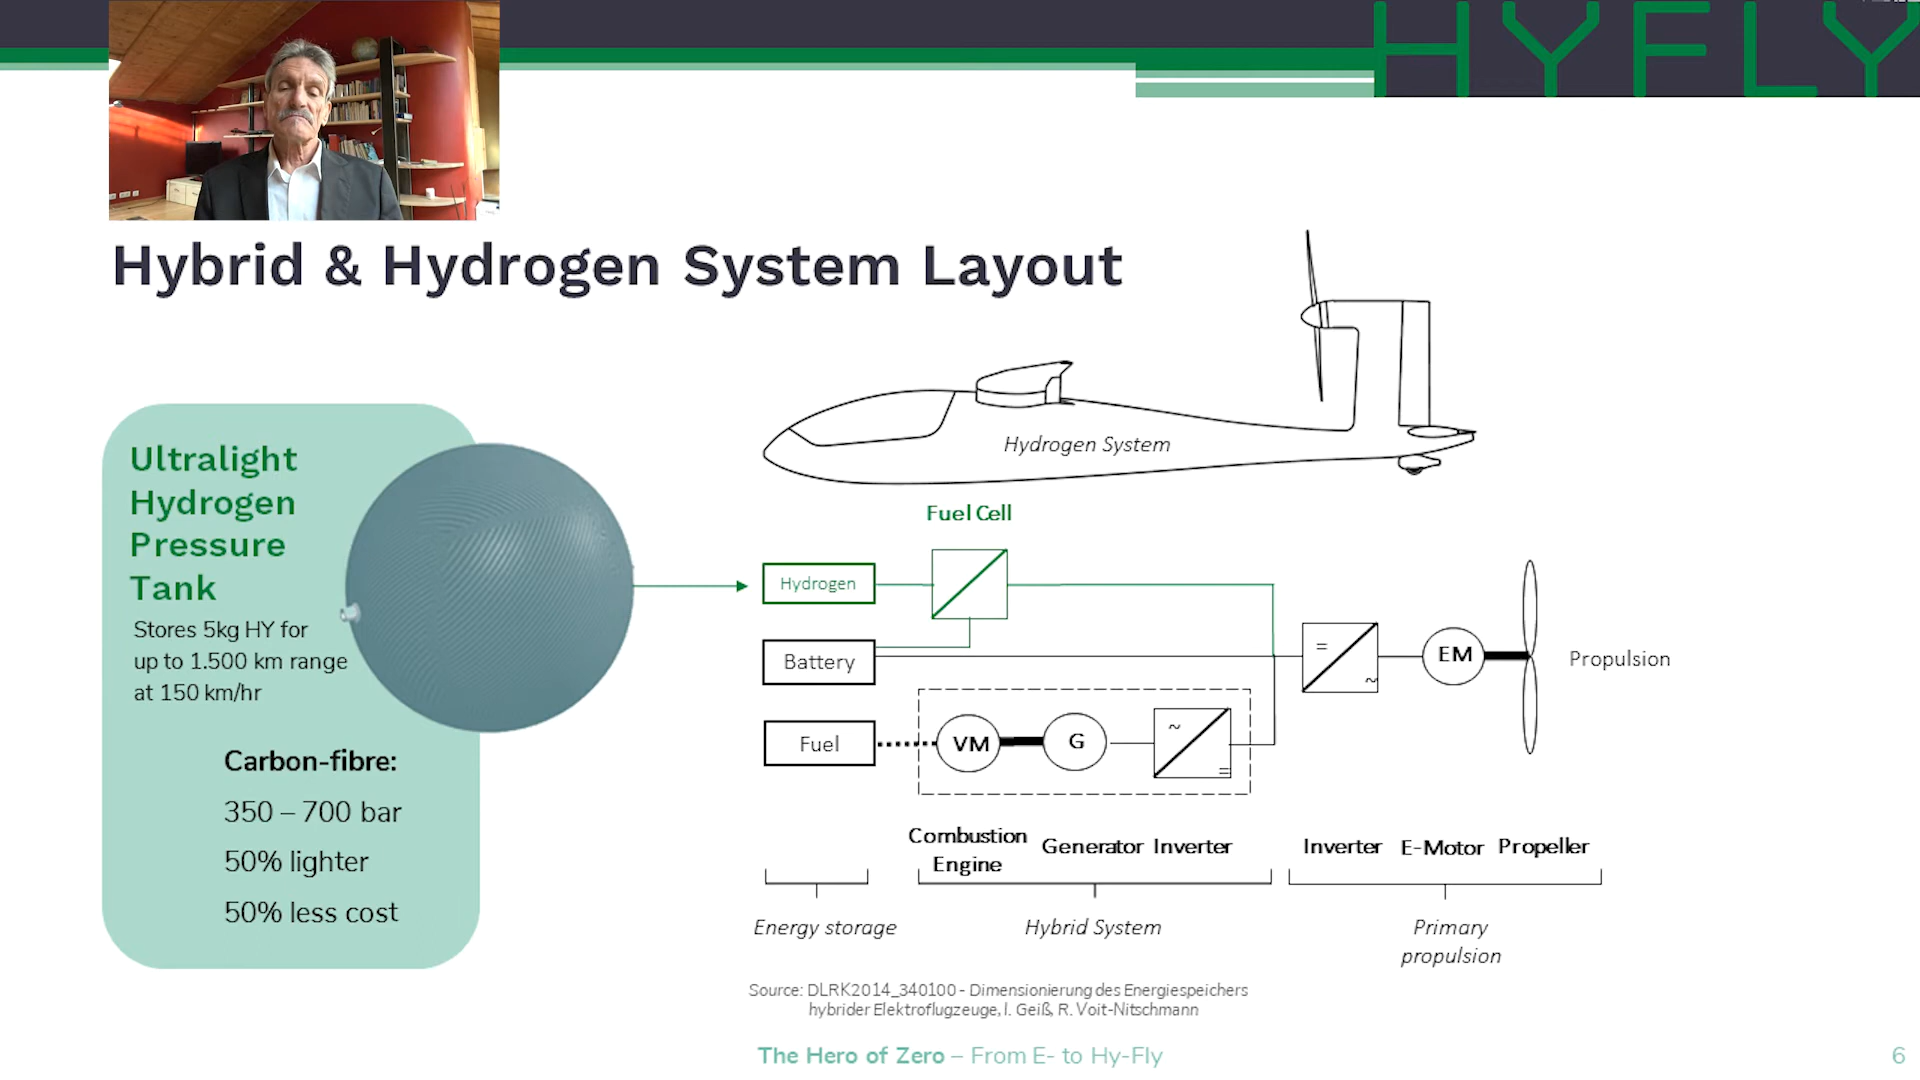 HYFLY
Hybrid & Hydrogen System Layout
Ultralight
Hydrogen
Pressure
Tank
Stores 5kg HY for
up to 1.500 km range
at 150 km/hr
Carbon-fibre:
350 – 700 bar
50% lighter
50% less cost
Hydrogen System
Fuel Cell
Hydrogen
Battery
Fuel
VM
G
~
=
=
~
EM
Propulsion
Combustion
Engine
Generator
Inverter
Inverter
E-Motor
Propeller
Energy storage
Hybrid System
Primary
propulsion
Source: DLRK2014_340100 - Dimensionierung des Energiespeichers
hybrider Elektroflugzeuge, I. Geiß, R. Voit-Nitschmann
The Hero of Zero – From E- to Hy-Fly
6